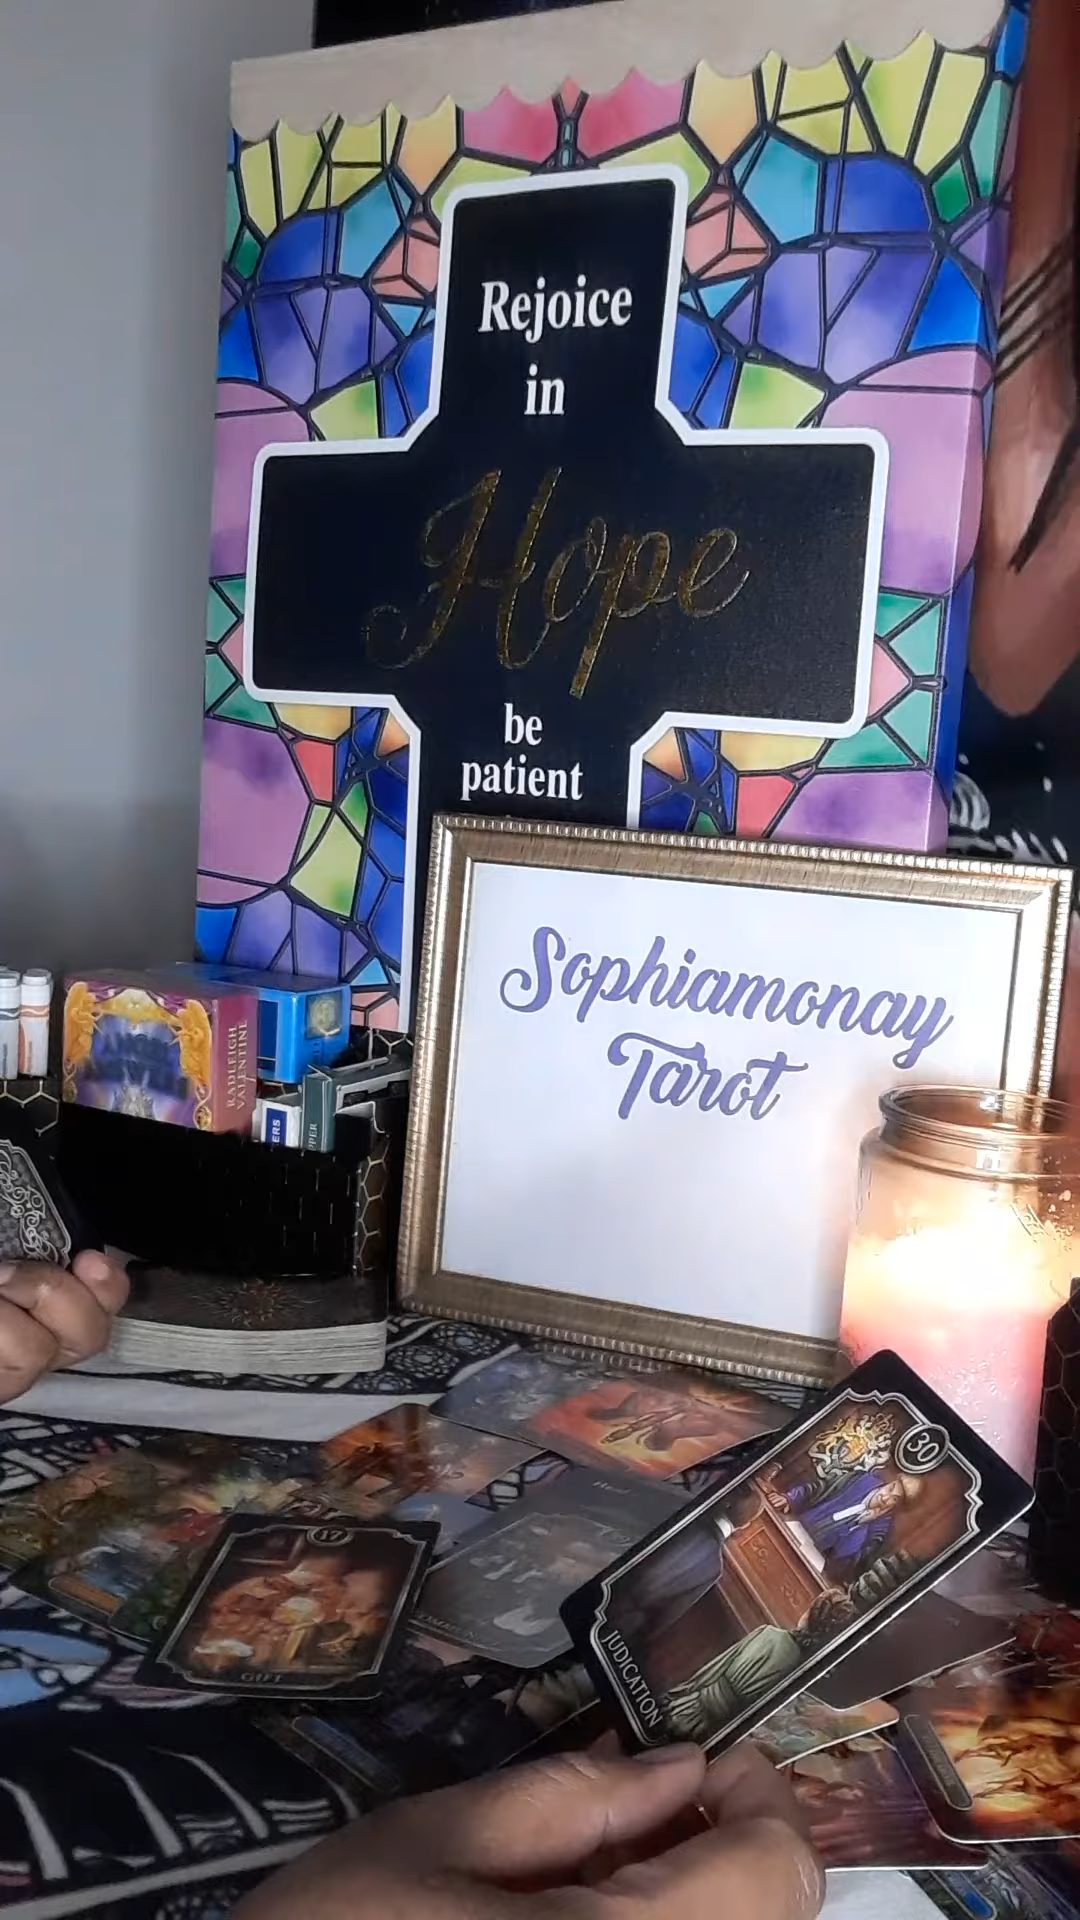 Rejoice
in
Hope
be
patient
Sophiamonay
Tarot
RADLEIGH
VALENTINE
30
JUDICATION
17
GIFT